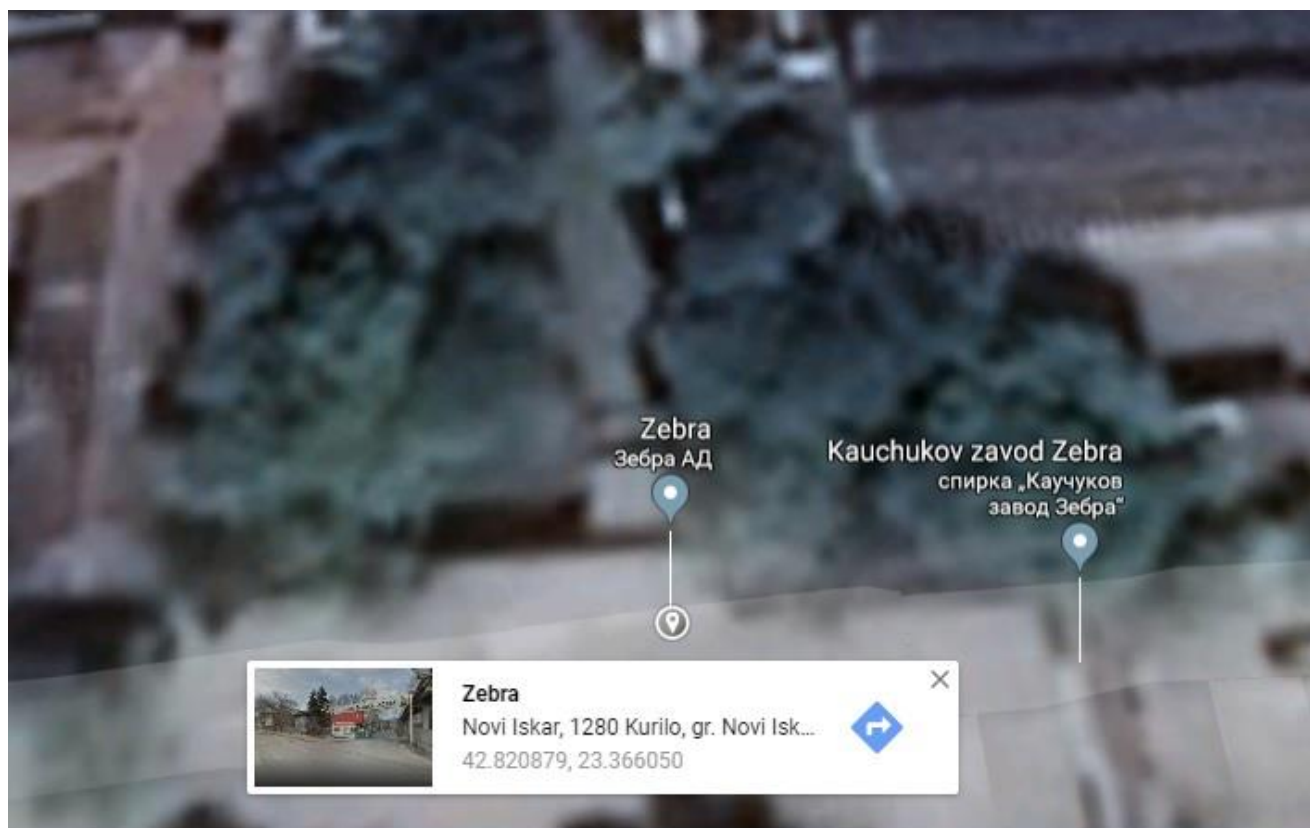 Zebra
Зебра АД
Kauchukov zavod Zebra
спирка „Каучуков
завод Зебра“
Zebra
Novi Iskar, 1280 Kurilo, gr. Novi Isk...
42.820879, 23.366050